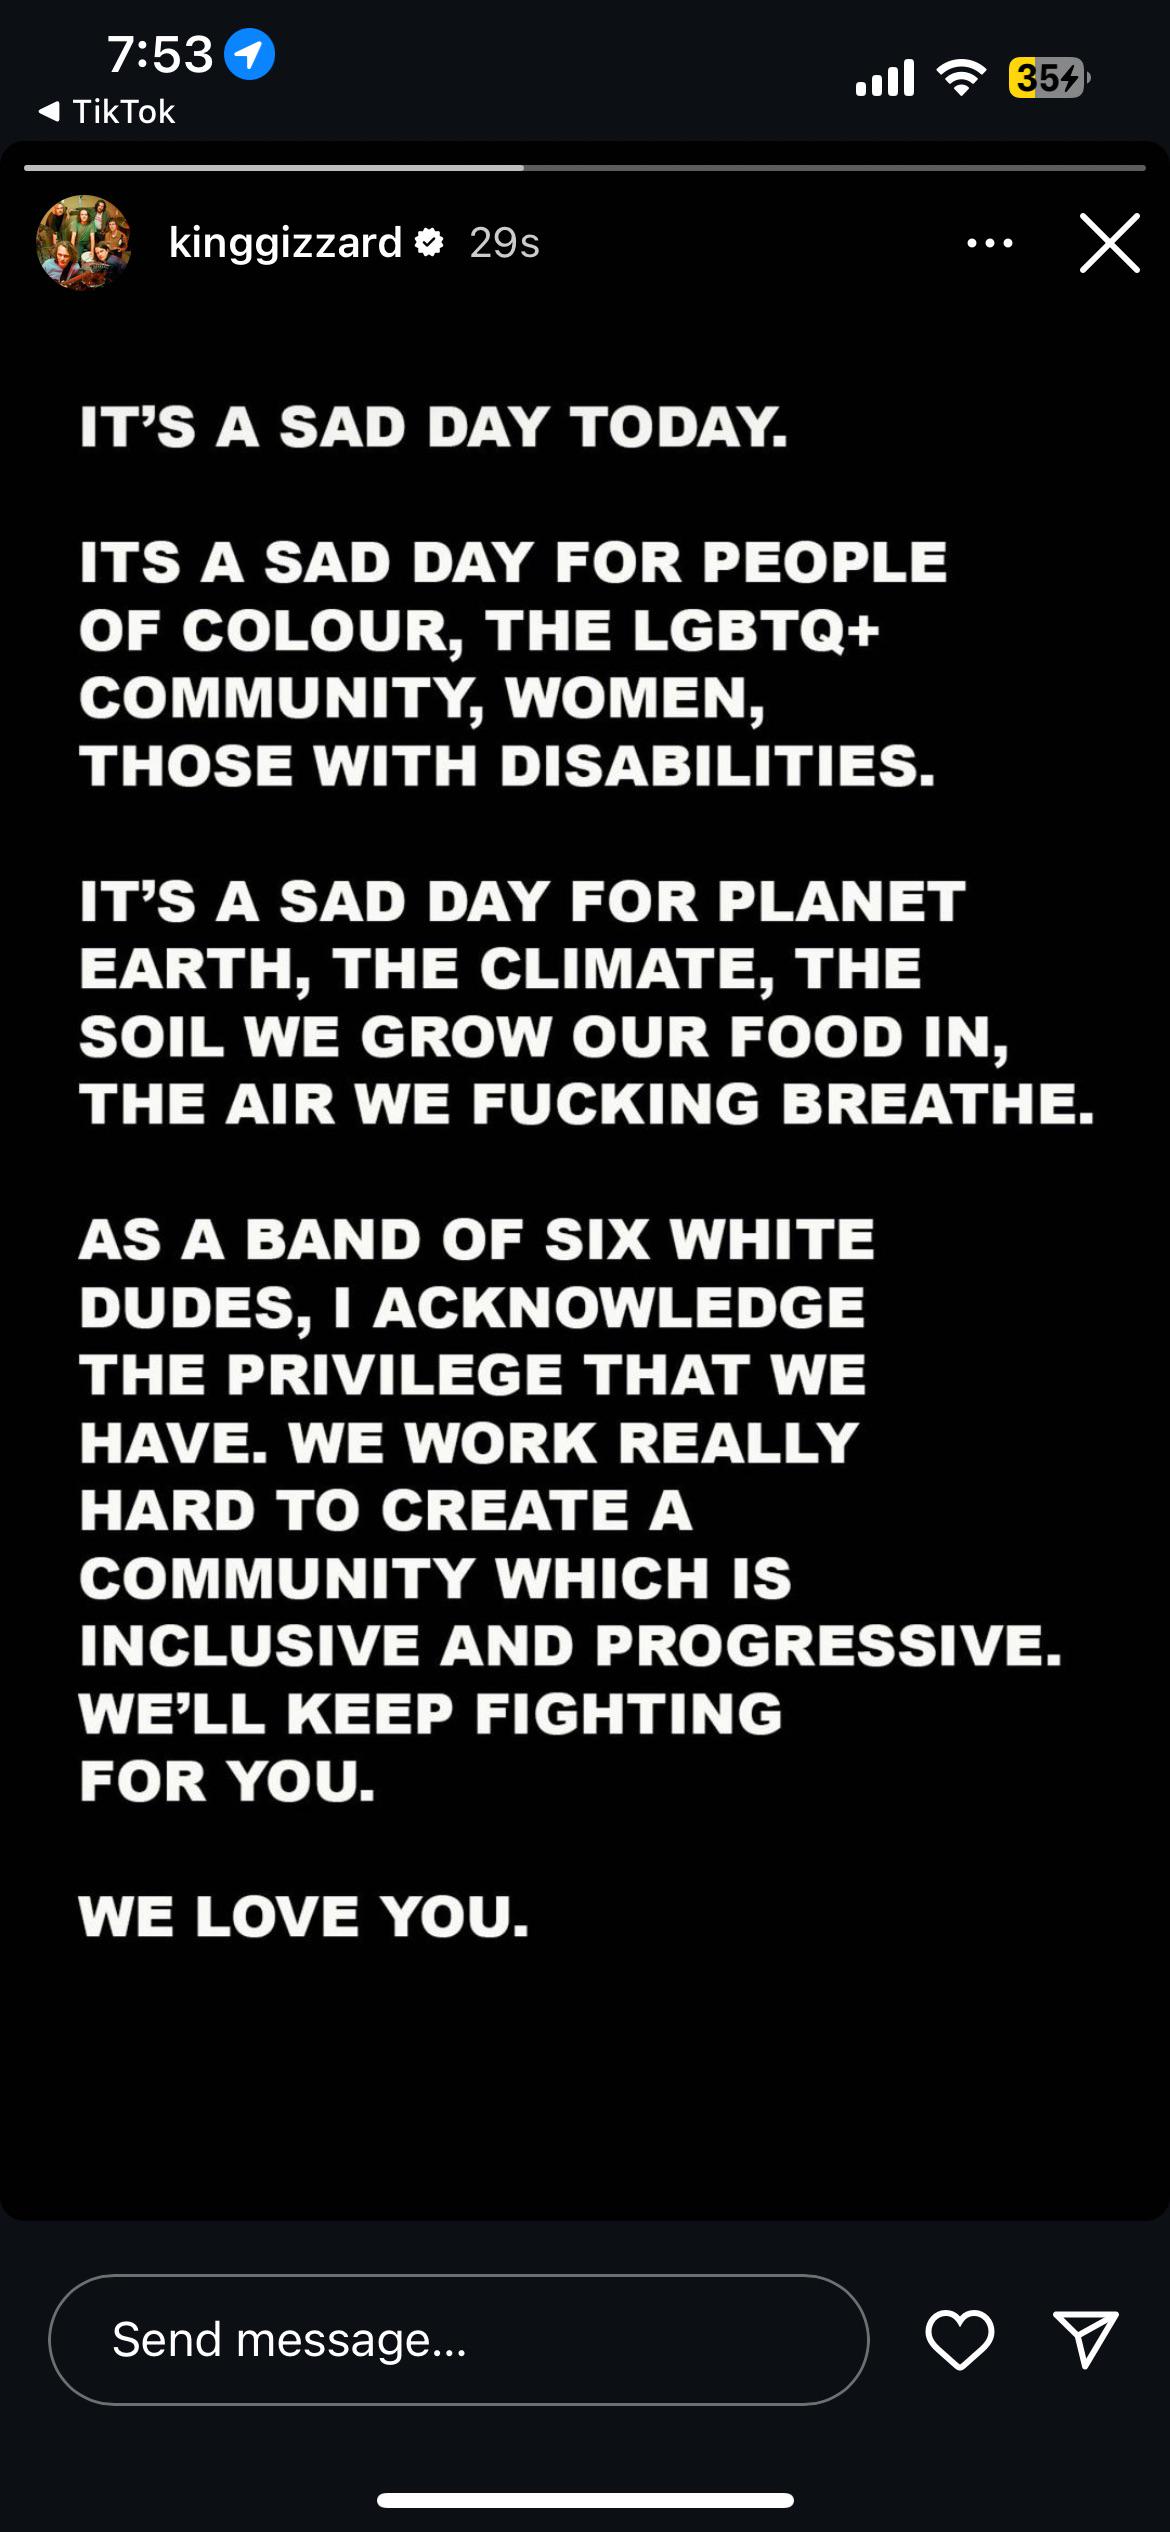 7:53
35
◀ TikTok
kinggizzard 29s
IT’S A SAD DAY TODAY.
ITS A SAD DAY FOR PEOPLE
OF COLOUR, THE LGBTQ+
COMMUNITY, WOMEN,
THOSE WITH DISABILITIES.
IT’S A SAD DAY FOR PLANET
EARTH, THE CLIMATE, THE
SOIL WE GROW OUR FOOD IN,
THE AIR WE FUCKING BREATHE.
AS A BAND OF SIX WHITE
DUDES, I ACKNOWLEDGE
THE PRIVILEGE THAT WE
HAVE. WE WORK REALLY
HARD TO CREATE A
COMMUNITY WHICH IS
INCLUSIVE AND PROGRESSIVE.
WE’LL KEEP FIGHTING
FOR YOU.
WE LOVE YOU.
Send message...